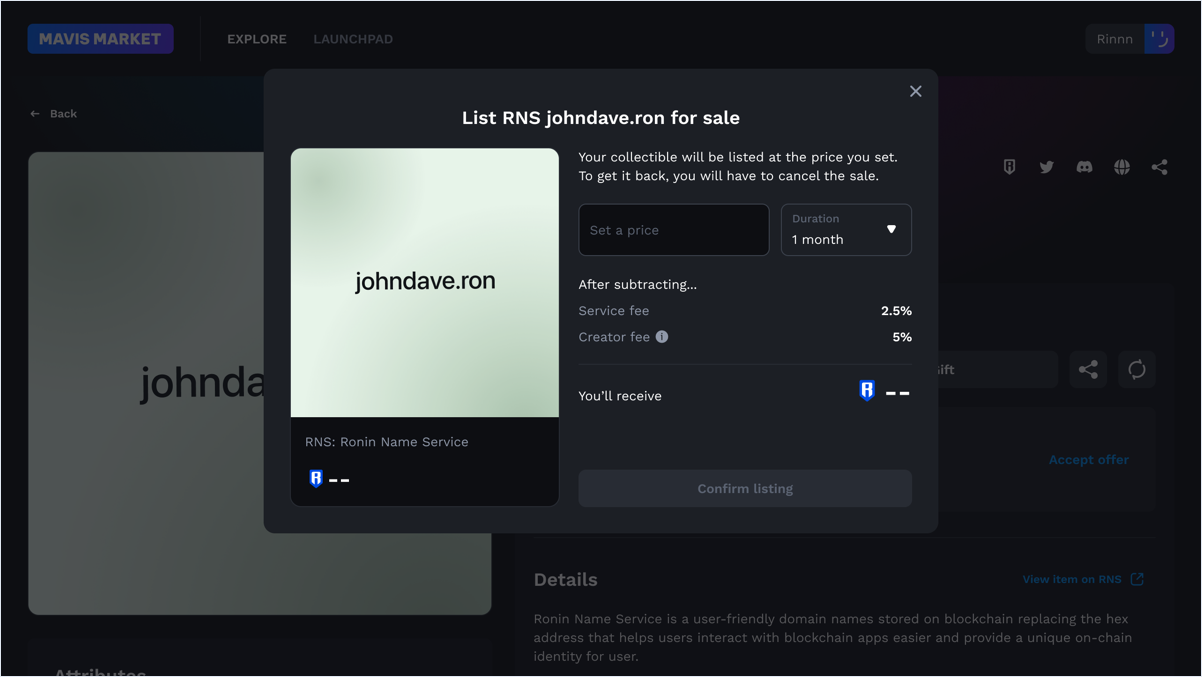 MAVIS MARKET
EXPLORE
LAUNCHPAD
Rinnn
Back
List RNS johndave.ron for sale
johndave.ron
RNS: Ronin Name Service
--
Your collectible will be listed at the price you set.
To get it back, you will have to cancel the sale.
Set a price
Duration
1 month
After subtracting...
Service fee 2.5%
Creator fee 5%
You’ll receive --
Confirm listing
johnda
ift
Accept offer
Details
View item on RNS
Ronin Name Service is a user-friendly domain names stored on blockchain replacing the hex
address that helps users interact with blockchain apps easier and provide a unique on-chain
identity for user.
Attributes